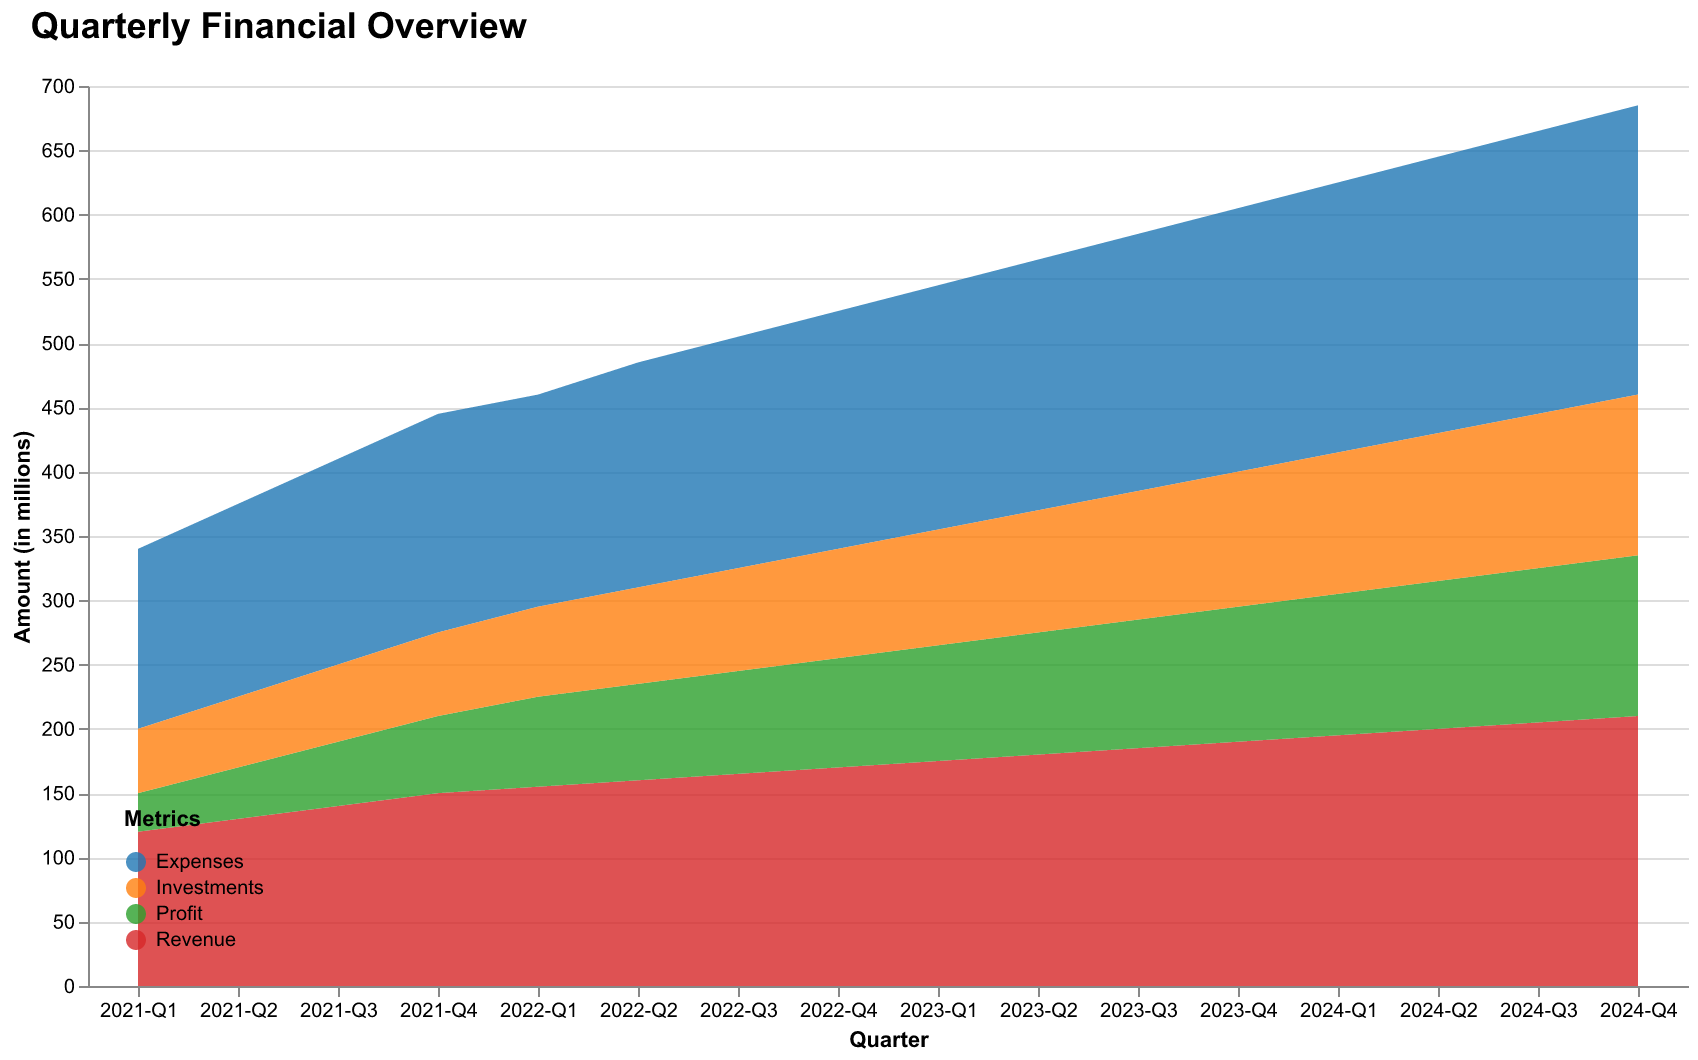 Quarterly Financial Overview
Amount (in millions)
700
650
600
550
500
450
400
350
300
250
200
150
100
50
0
Metrics
Expenses
Investments
Profit
Revenue
2021-Q1 2021-Q2 2021-Q3 2021-Q4 2022-Q1 2022-Q2 2022-Q3 2022-Q4 2023-Q1 2023-Q2 2023-Q3 2023-Q4 2024-Q1 2024-Q2 2024-Q3 2024-Q4
Quarter